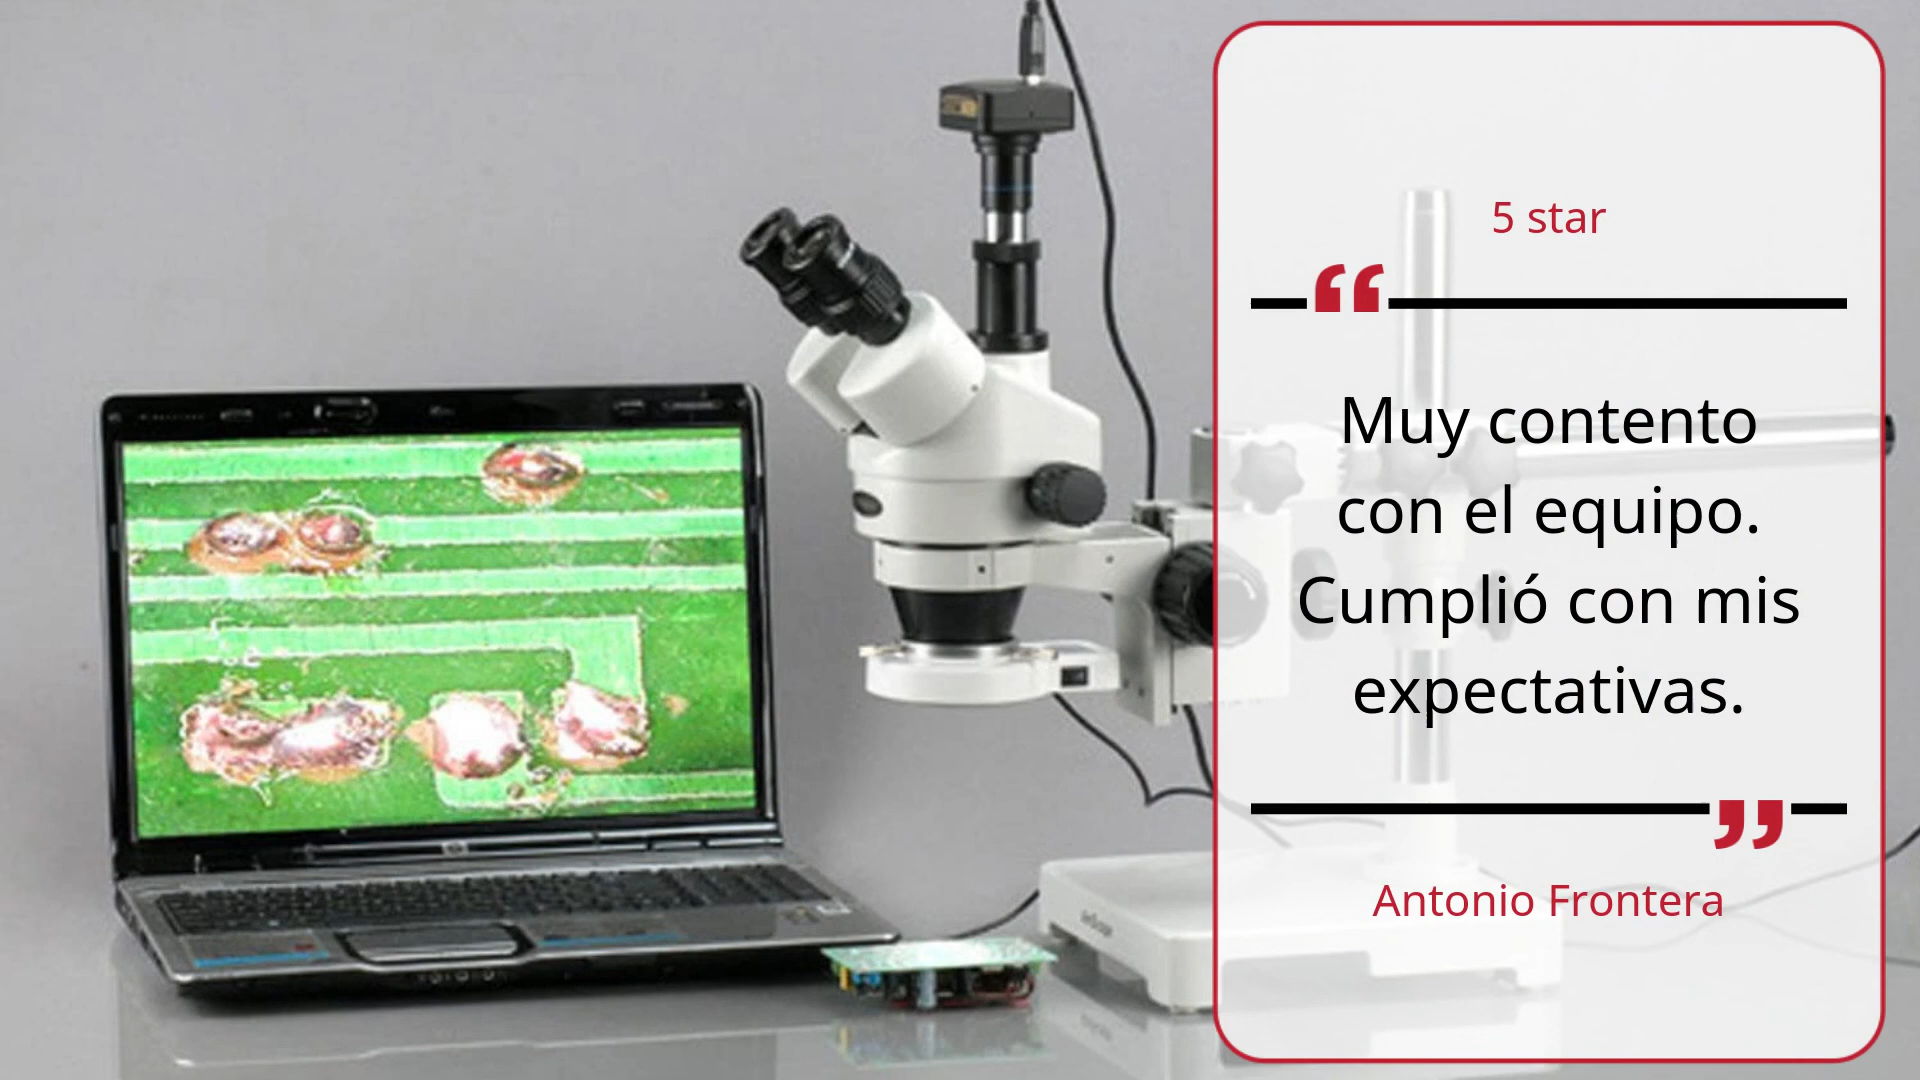 5 star
“
Muy contento
con el equipo.
Cumplió con mis
expectativas.
”
Antonio Frontera